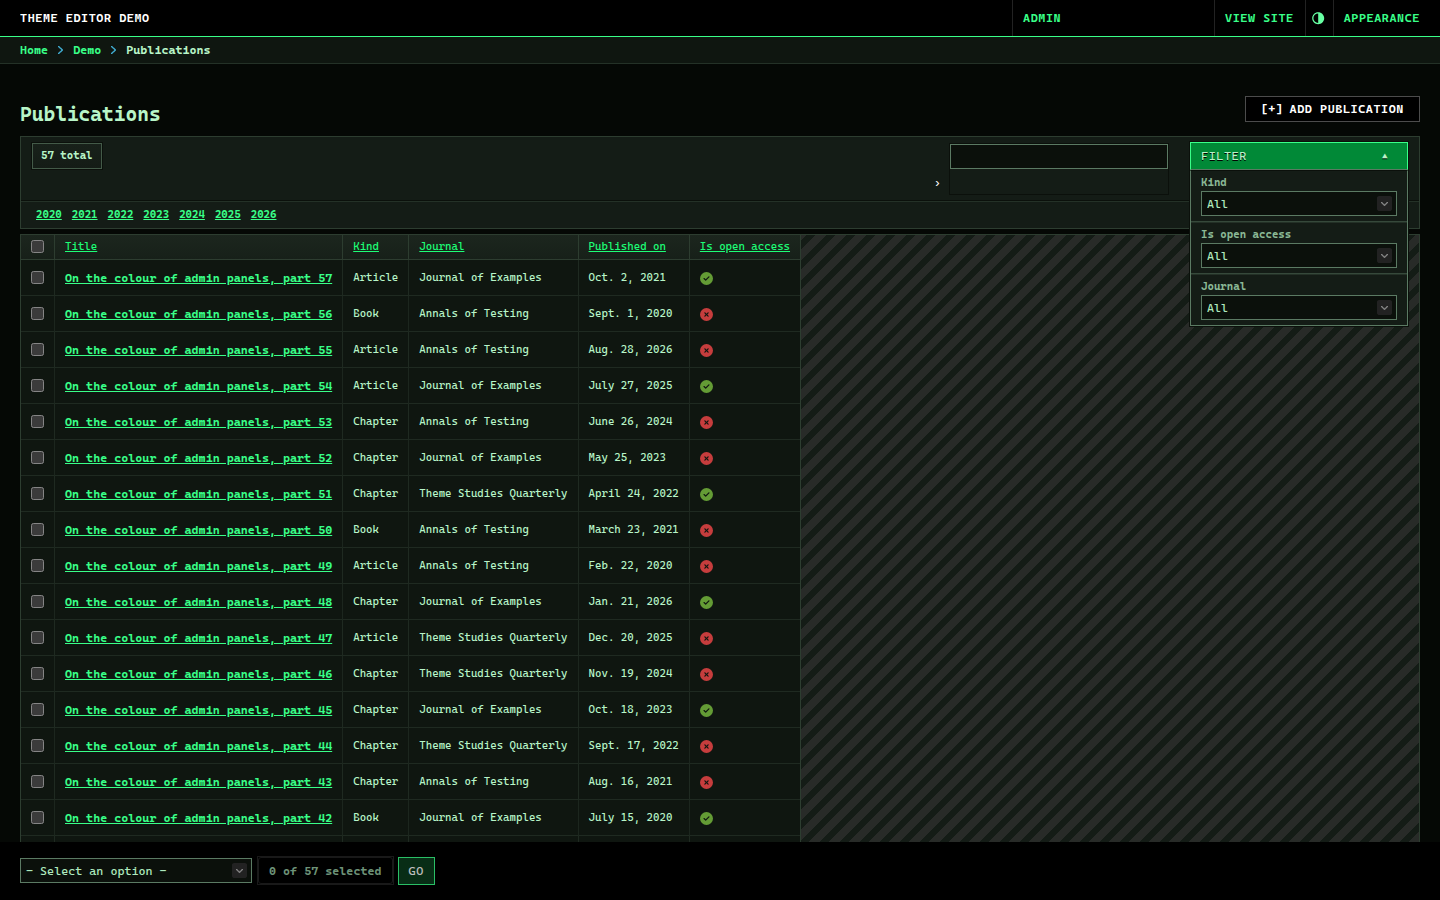 THEME EDITOR DEMO
ADMIN
VIEW SITE
APPEARANCE
Home > Demo > Publications
Publications
[+] ADD PUBLICATION
57 total
›
FILTER ▲
Kind
All
Is open access
All
Journal
All
2020 2021 2022 2023 2024 2025 2026
Title Kind Journal Published on Is open access
On the colour of admin panels, part 57 Article Journal of Examples Oct. 2, 2021
On the colour of admin panels, part 56 Book Annals of Testing Sept. 1, 2020
On the colour of admin panels, part 55 Article Annals of Testing Aug. 28, 2026
On the colour of admin panels, part 54 Article Journal of Examples July 27, 2025
On the colour of admin panels, part 53 Chapter Annals of Testing June 26, 2024
On the colour of admin panels, part 52 Chapter Journal of Examples May 25, 2023
On the colour of admin panels, part 51 Chapter Theme Studies Quarterly April 24, 2022
On the colour of admin panels, part 50 Book Annals of Testing March 23, 2021
On the colour of admin panels, part 49 Article Annals of Testing Feb. 22, 2020
On the colour of admin panels, part 48 Chapter Journal of Examples Jan. 21, 2026
On the colour of admin panels, part 47 Article Theme Studies Quarterly Dec. 20, 2025
On the colour of admin panels, part 46 Chapter Theme Studies Quarterly Nov. 19, 2024
On the colour of admin panels, part 45 Chapter Journal of Examples Oct. 18, 2023
On the colour of admin panels, part 44 Chapter Theme Studies Quarterly Sept. 17, 2022
On the colour of admin panels, part 43 Chapter Annals of Testing Aug. 16, 2021
On the colour of admin panels, part 42 Book Journal of Examples July 15, 2020
- Select an option -
0 of 57 selected
GO